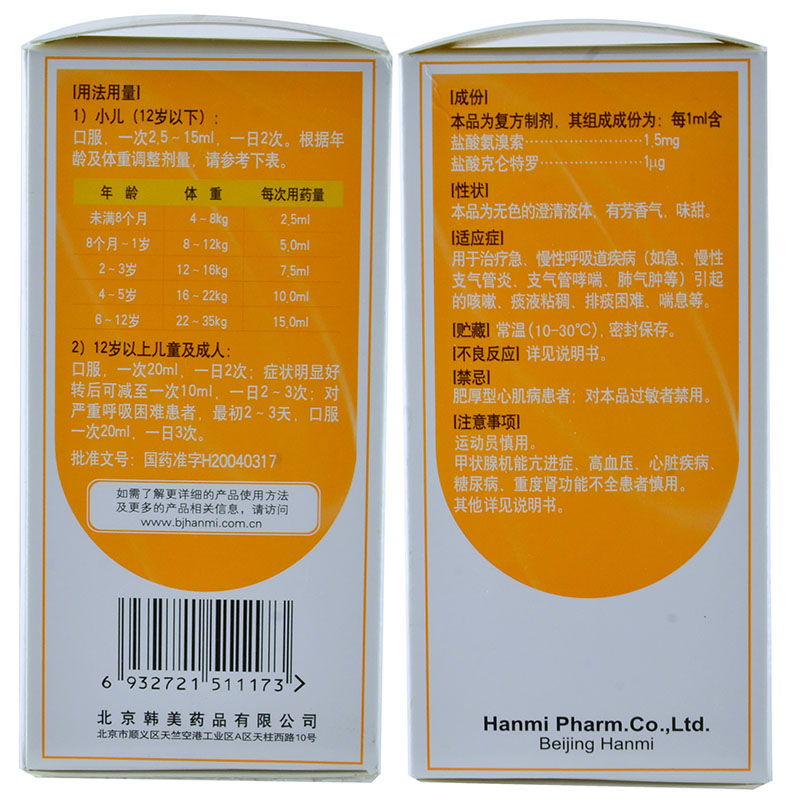 |用法用量|
1）小儿（12岁以下）：
口服，一次2.5～15ml，一日2次。根据年
龄及体重调整剂量，请参考下表。
年 龄 体 重 每次用药量
未满8个月 4～8kg 2.5ml
8个月～1岁 8～12kg 5.0ml
2～3岁 12～16kg 7.5ml
4～5岁 16～22kg 10.0ml
6～12岁 22～35kg 15.0ml
2）12岁以上儿童及成人：
口服，一次20ml，一日2次；症状明显好
转后可减至一次10ml，一日2～3次；对
严重呼吸困难患者，最初2～3天，口服
一次20ml，一日3次。
批准文号：国药准字H20040317
如需了解更详细的产品使用方法
及更多的产品相关信息，请访问
www.bjhanmi.com.cn
6 932721 511173 >
北京韩美药品有限公司
北京市顺义区天竺空港工业区A区天柱西路10号
|成份|
本品为复方制剂，其组成成份为：每1ml含
盐酸氨溴索························1.5mg
盐酸克仑特罗······················1μg
|性状|
本品为无色的澄清液体，有芳香气，味甜。
|适应症|
用于治疗急、慢性呼吸道疾病（如急、慢性
支气管炎、支气管哮喘、肺气肿等）引起
的咳嗽、痰液粘稠、排痰困难、喘息等。
|贮藏| 常温（10-30℃），密封保存。
|不良反应| 详见说明书。
|禁忌|
肥厚型心肌病患者；对本品过敏者禁用。
|注意事项|
运动员慎用。
甲状腺机能亢进症、高血压、心脏疾病、
糖尿病、重度肾功能不全患者慎用。
其他详见说明书。
Hanmi Pharm.Co.,Ltd.
Beijing Hanmi